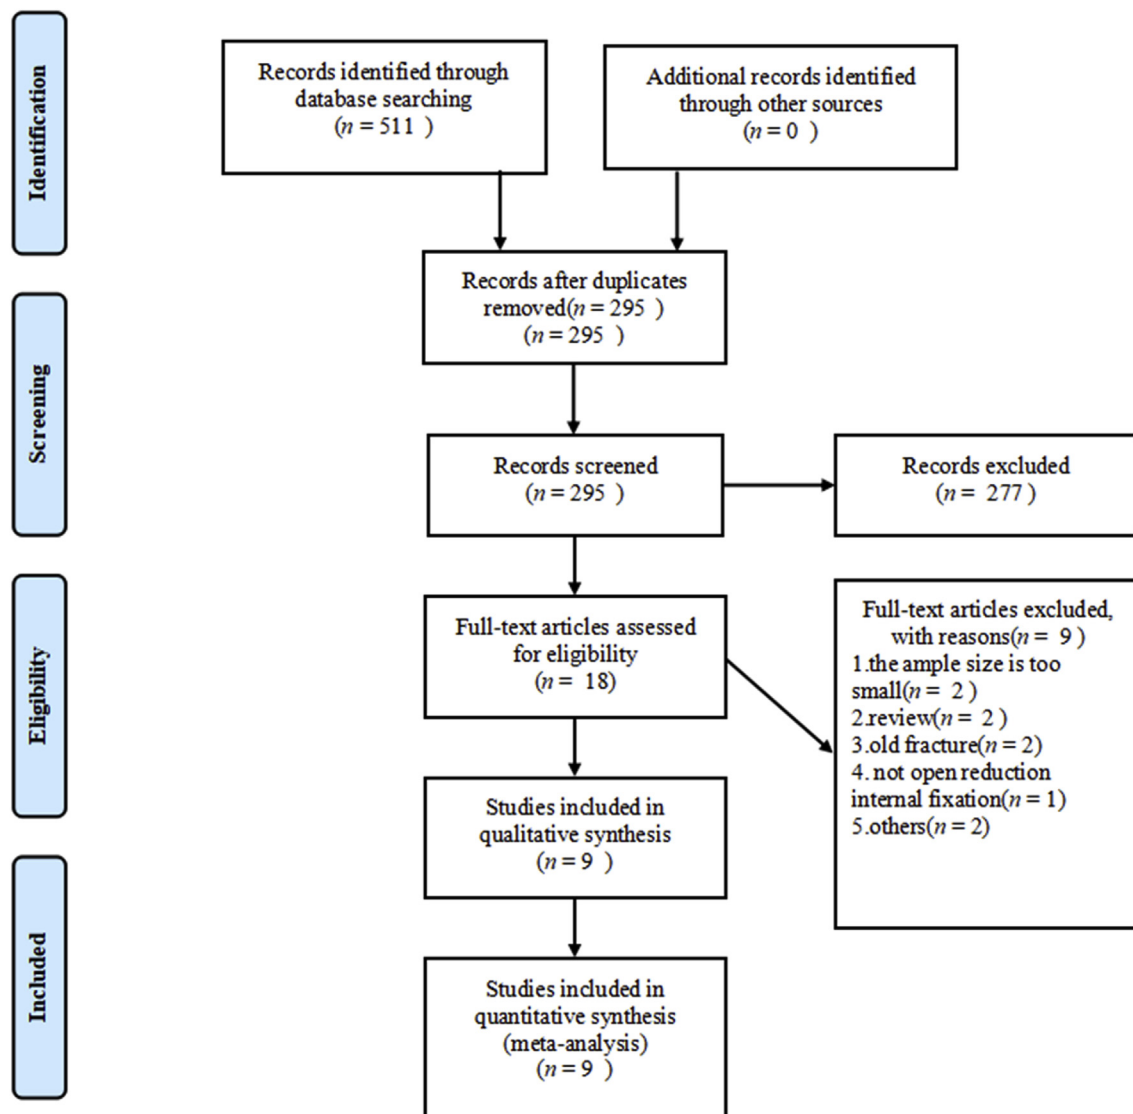 Identification
Records identified through
database searching
(n = 511 )
Additional records identified
through other sources
(n = 0 )
Records after duplicates
removed(n = 295 )
(n = 295 )
Screening
Records screened
(n = 295 )
Records excluded
(n = 277 )
Eligibility
Full-text articles assessed
for eligibility
(n = 18)
Full-text articles excluded,
with reasons(n = 9 )
1.the ample size is too
small(n = 2 )
2.review(n = 2 )
3.old fracture(n = 2)
4. not open reduction
internal fixation(n = 1)
5.others(n = 2)
Studies included in
qualitative synthesis
(n = 9 )
Included
Studies included in
quantitative synthesis
(meta-analysis)
(n = 9 )